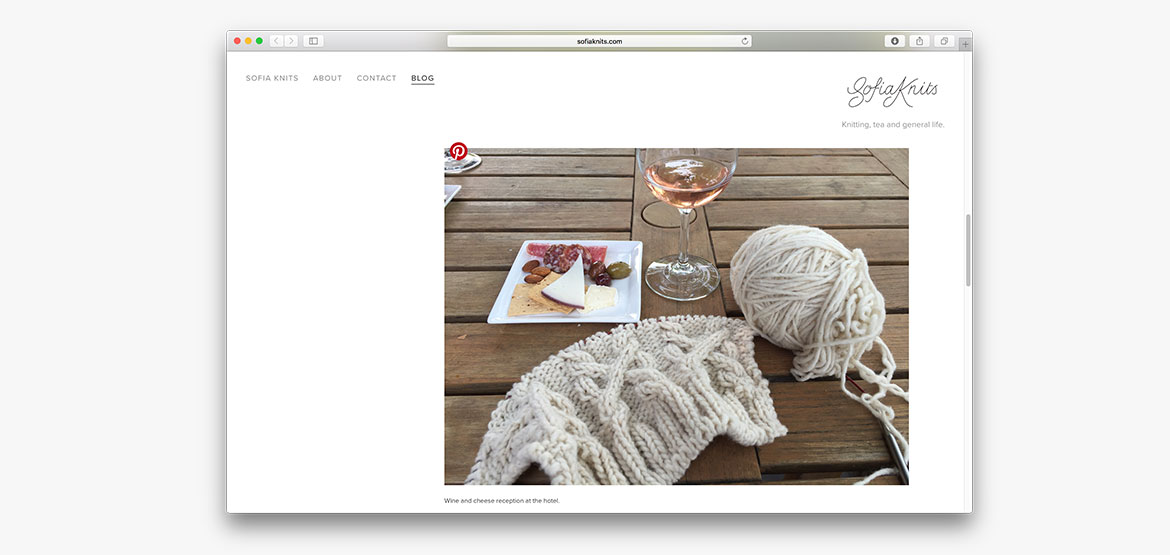 sofiaknits.com
SOFIA KNITS ABOUT CONTACT BLOG
SofiaKnits
Knitting, tea and general life.
Wine and cheese reception at the hotel.